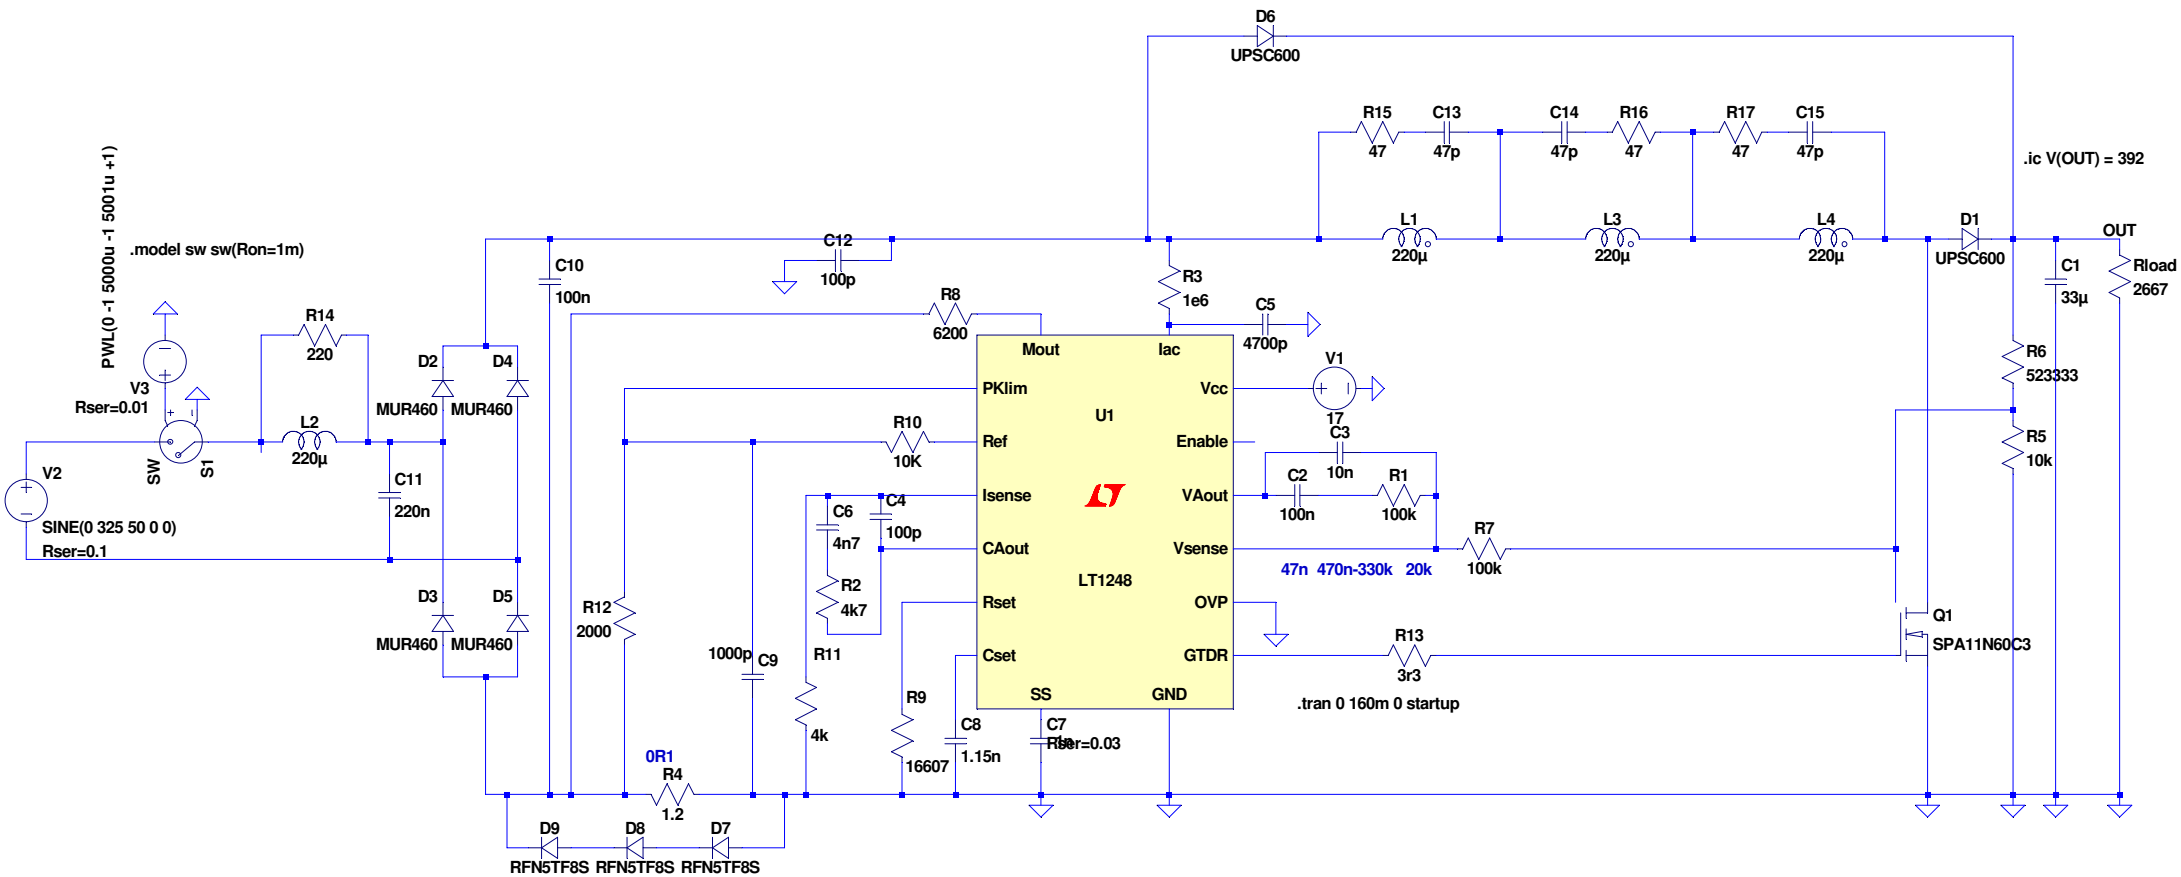 D6
UPSC600
R15
47
C13
47p
C14
47p
R16
47
R17
47
C15
47p
.ic V(OUT) = 392
PWL(0 -1 5000u -1 5001u +1)
.model sw sw(Ron=1m)
L1
220µ
L3
220µ
L4
220µ
D1
UPSC600
OUT
C12
100p
C10
100n
R3
1e6
C1
33µ
Rload
2667
R8
6200
C5
4700p
R14
220
V3
Rser=0.01
D2
MUR460
D4
MUR460
Mout
Iac
PKlim
Vcc
V1
17
R6
523333
U1
L2
220µ
SW
S1
R10
10K
Ref
Enable
C3
10n
R5
10k
V2
SINE(0 325 50 0 0)
Rser=0.1
C11
220n
C6
4n7
C4
100p
Isense
VAout
C2
100n
R1
100k
CAout
Vsense
R7
100k
47n 470n-330k 20k
LT1248
R2
4k7
D3
MUR460
D5
MUR460
R12
2000
Rset
OVP
Q1
SPA11N60C3
R13
3r3
1000p
C9
R11
4k
Cset
GTDR
SS
GND
.tran 0 160m 0 startup
R9
16607
C8
1.15n
C7
Rser=0.03
0R1
R4
1.2
D9
RFN5TF8S
D8
RFN5TF8S
D7
RFN5TF8S